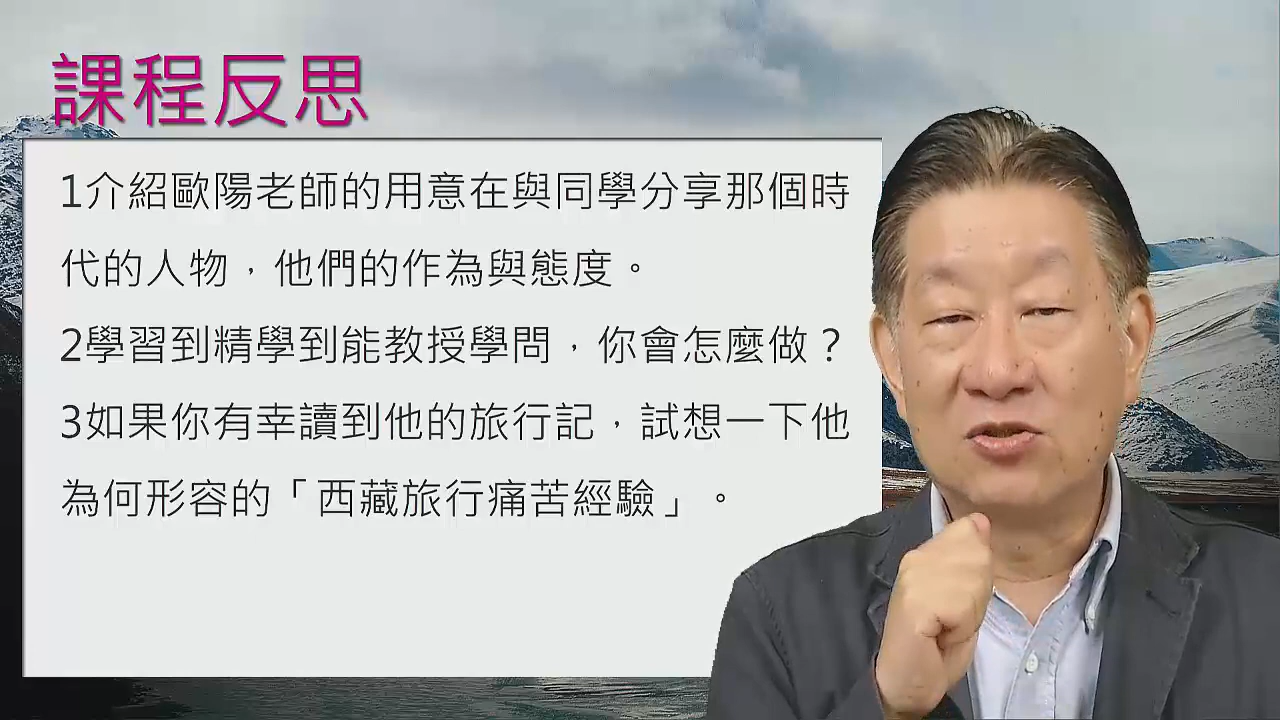 課程反思
1介紹歐陽老師的用意在與同學分享那個時
代的人物，他們的作為與態度。
2學習到精學到能教授學問，你會怎麼做？
3如果你有幸讀到他的旅行記，試想一下他
為何形容的「西藏旅行痛苦經驗」。